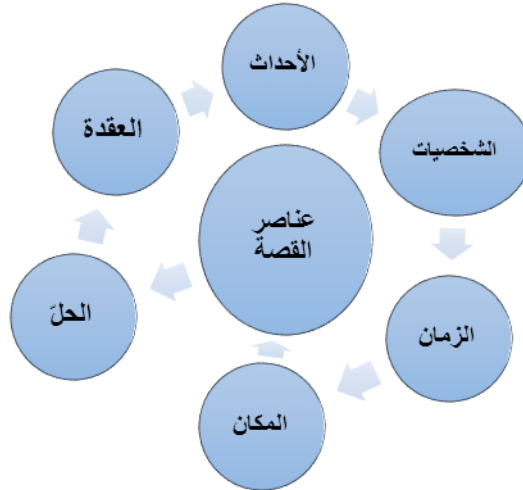 الأحداث
العقدة
الشخصيات
عناصر
القصة
الحلّ
الزمان
المكان